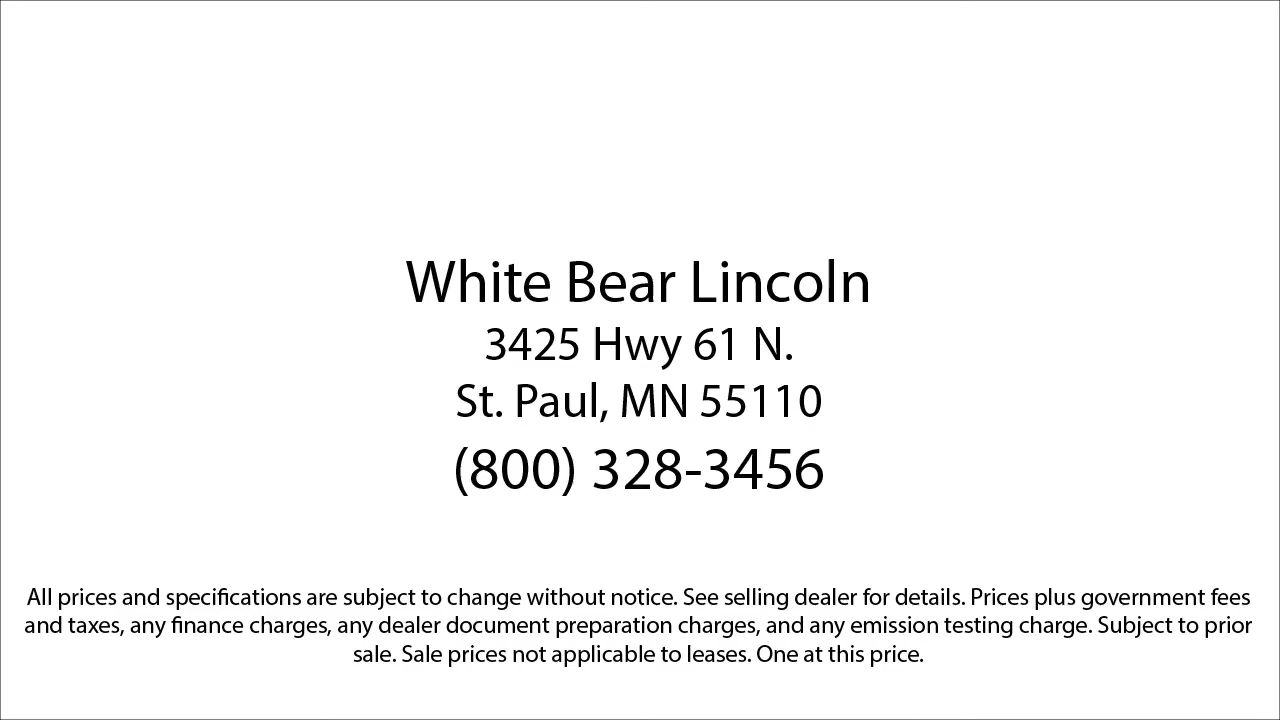 White Bear Lincoln
3425 Hwy 61 N.
St. Paul, MN 55110
(800) 328-3456
All prices and specifications are subject to change without notice. See selling dealer for details. Prices plus government fees
and taxes, any finance charges, any dealer document preparation charges, and any emission testing charge. Subject to prior
sale. Sale prices not applicable to leases. One at this price.